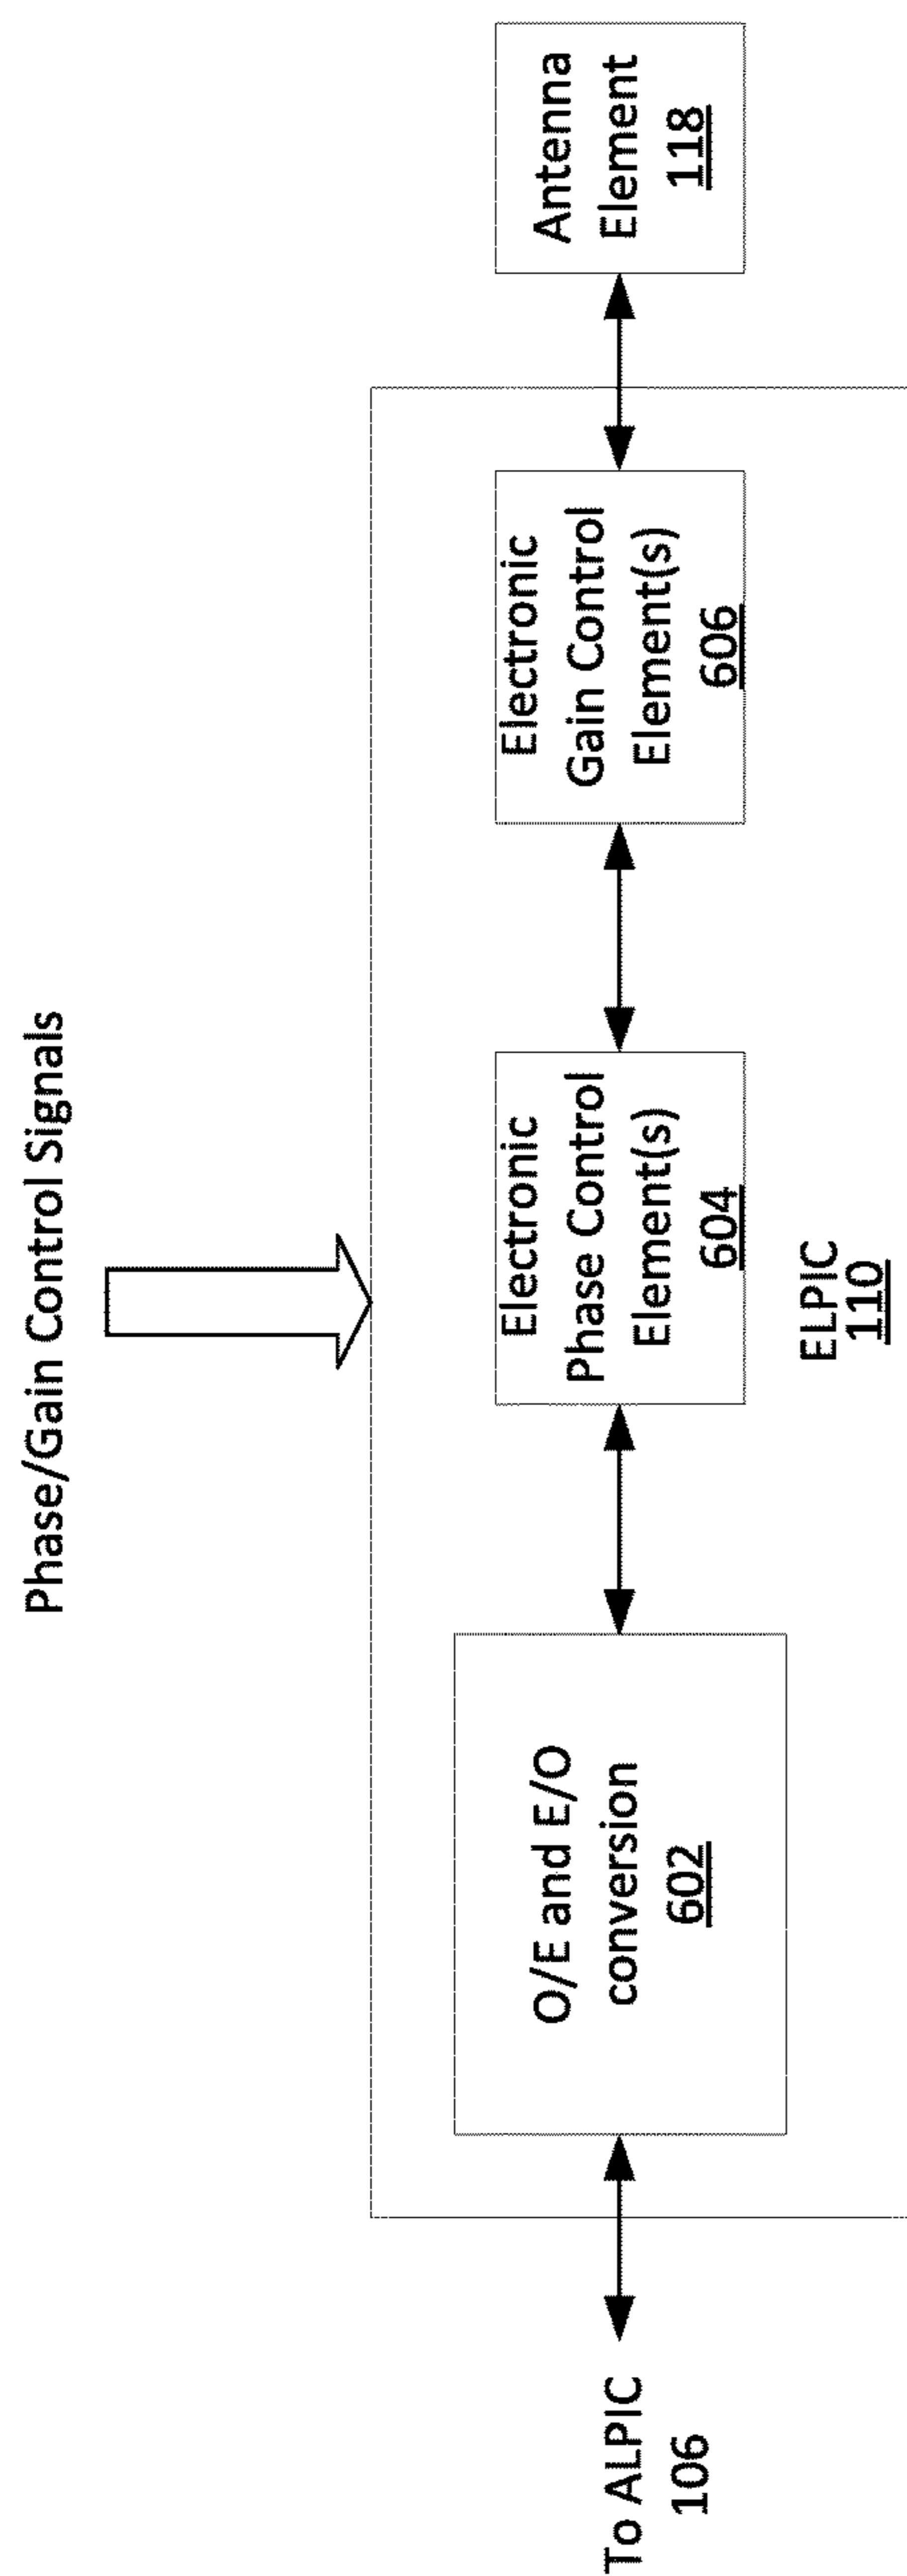 Phase/Gain Control Signals
To ALPIC
106
O/E and E/O
conversion
602
Electronic
Phase Control
Element(s)
604
Electronic
Gain Control
Element(s)
606
Antenna
Element
118
ELPIC
110